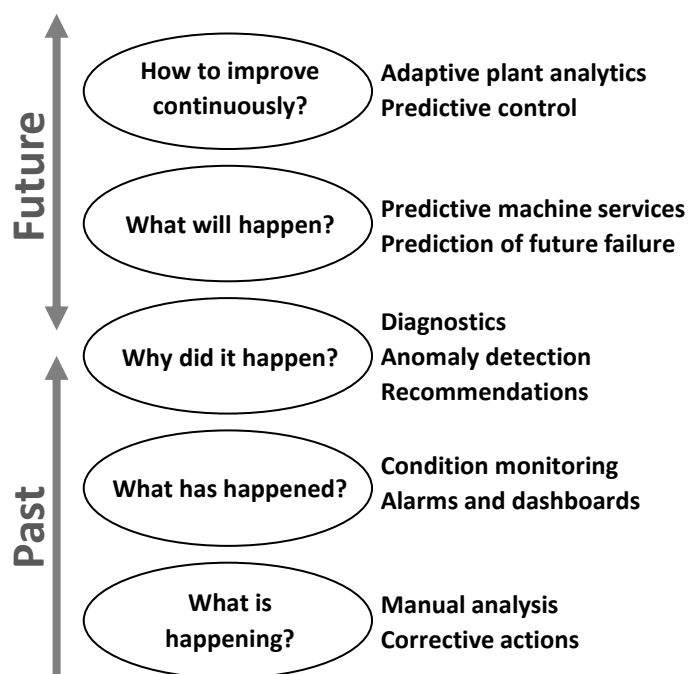 Future
How to improve
continuously?
Adaptive plant analytics
Predictive control
What will happen?
Predictive machine services
Prediction of future failure
Why did it happen?
Diagnostics
Anomaly detection
Recommendations
Past
What has happened?
Condition monitoring
Alarms and dashboards
What is
happening?
Manual analysis
Corrective actions